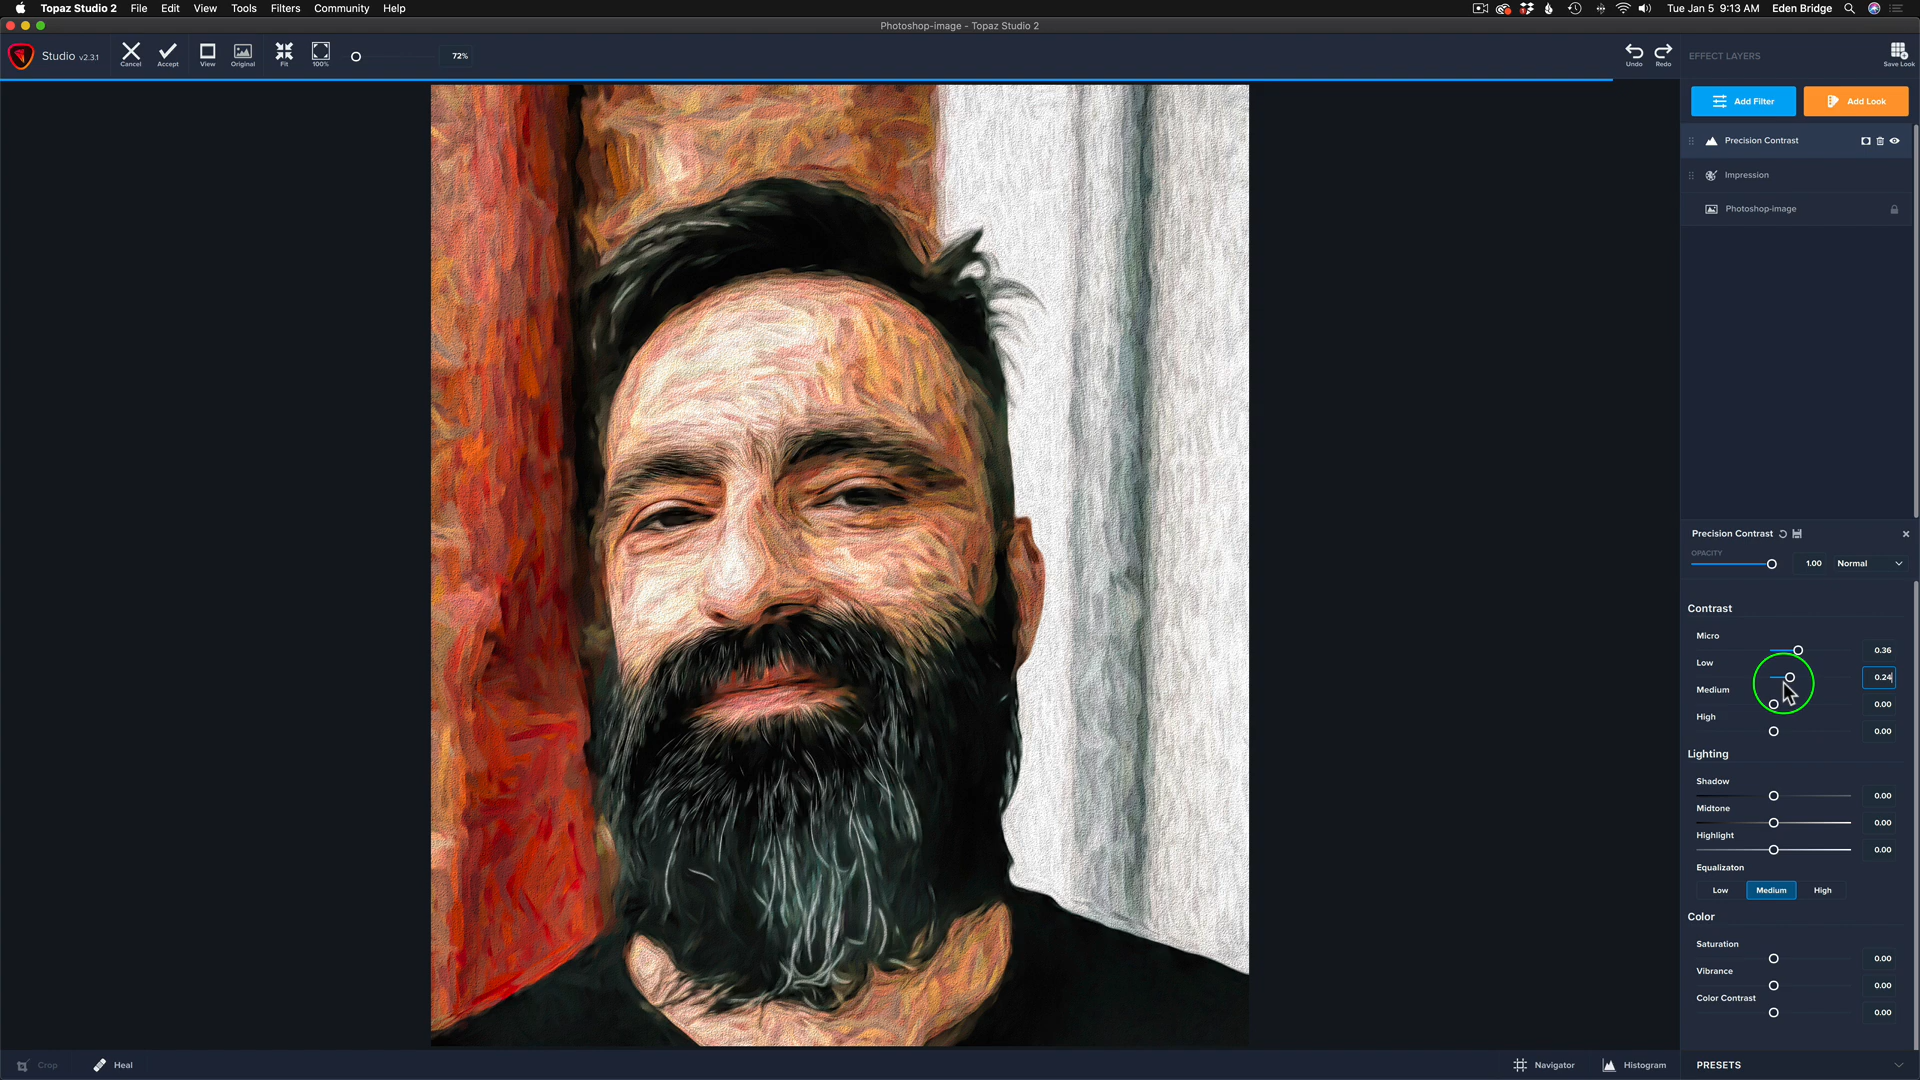 Topaz Studio 2 File Edit View Tools Filters Community Help Tue Jan 5 9:13 AM Eden Bridge
Photoshop-image - Topaz Studio 2
Studio v2.3.1 Cancel Accept View Original Fit 100% 72% Undo Redo EFFECT LAYERS Save Look
Add Filter Add Look
Precision Contrast
Impression
Photoshop-image
Precision Contrast
OPACITY
1.00 Normal
Contrast
Micro
0.36
Low
0.24
Medium
0.00
High
0.00
Lighting
Shadow
0.00
Midtone
0.00
Highlight
0.00
Equalizaton
Low Medium High
Color
Saturation
0.00
Vibrance
0.00
Color Contrast
0.00
Crop Heal Navigator Histogram PRESETS